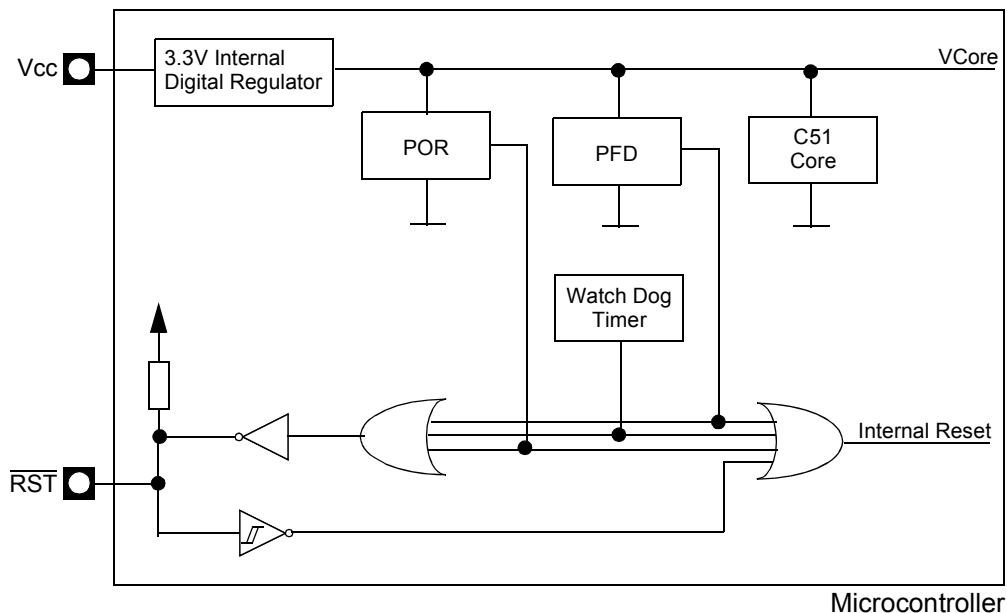 Vcc
3.3V Internal
Digital Regulator
VCore
POR
PFD
C51
Core
Watch Dog
Timer
Internal Reset
RST
Microcontroller